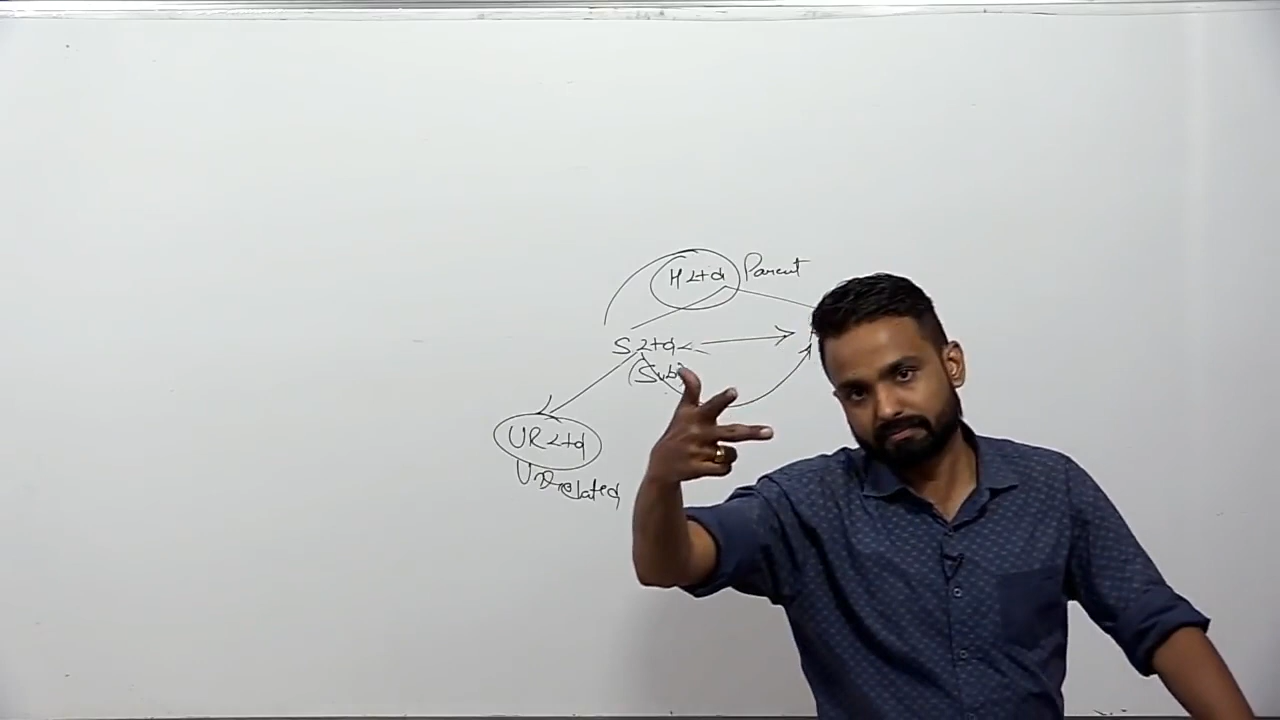 H Ltd Parent
S Ltd
(Sub
UR Ltd
Unrelated